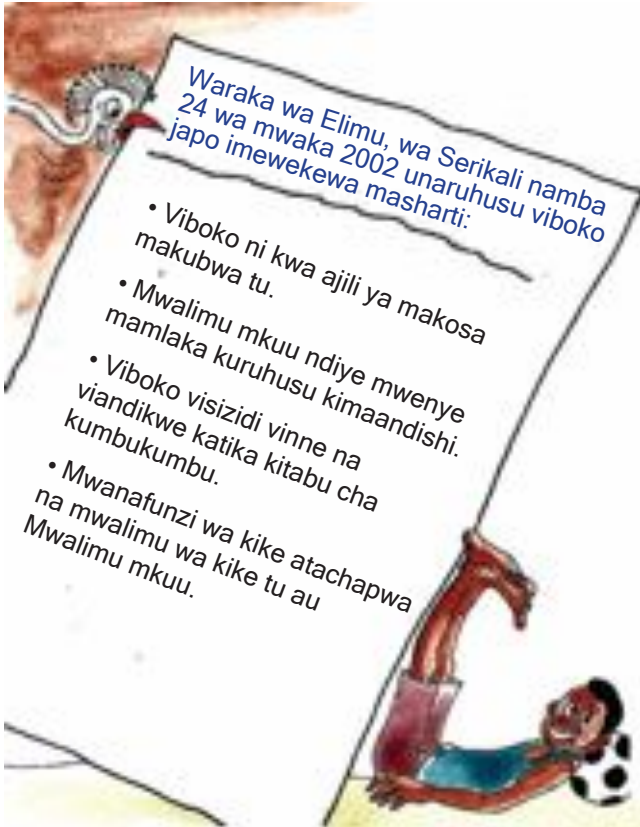 Waraka wa Elimu, wa Serikali namba
24 wa mwaka 2002 unaruhusu viboko
japo imewekewa masharti:
• Viboko ni kwa ajili ya makosa
makubwa tu.
• Mwalimu mkuu ndiye mwenye
mamlaka kuruhusu kimaandishi.
• Viboko visizidi vinne na
viandikwe katika kitabu cha
kumbukumbu.
• Mwanafunzi wa kike atachapwa
na mwalimu wa kike tu au
Mwalimu mkuu.